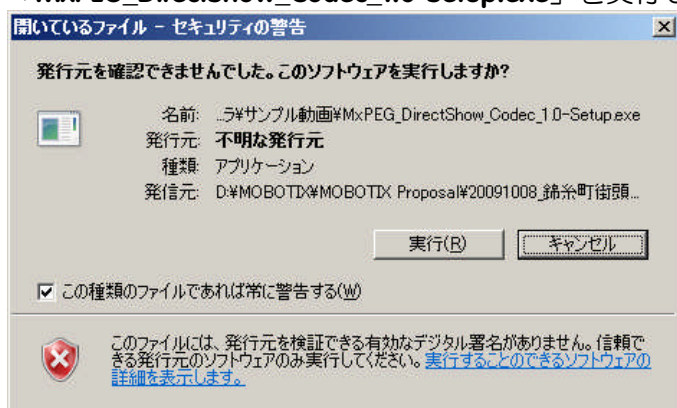 MxPEG_DirectShow_Codec_1.0-Setup.exe」を実行で
開いているファイル - セキュリティの警告
発行元を確認できませんでした。このソフトウェアを実行しますか?
名前: ...ラ¥サンプル動画¥MxPEG_DirectShow_Codec_1.0-Setup.exe
発行元: 不明な発行元
種類: アプリケーション
発信元: D:¥MOBOTIX¥MOBOTIX Proposal¥20091008_錦糸町街頭...
実行(R) キャンセル
この種類のファイルであれば常に警告する(W)
このファイルには、発行元を検証できる有効なデジタル署名がありません。信頼で
きる発行元のソフトウェアのみ実行してください。実行することのできるソフトウェアの
詳細を表示します。